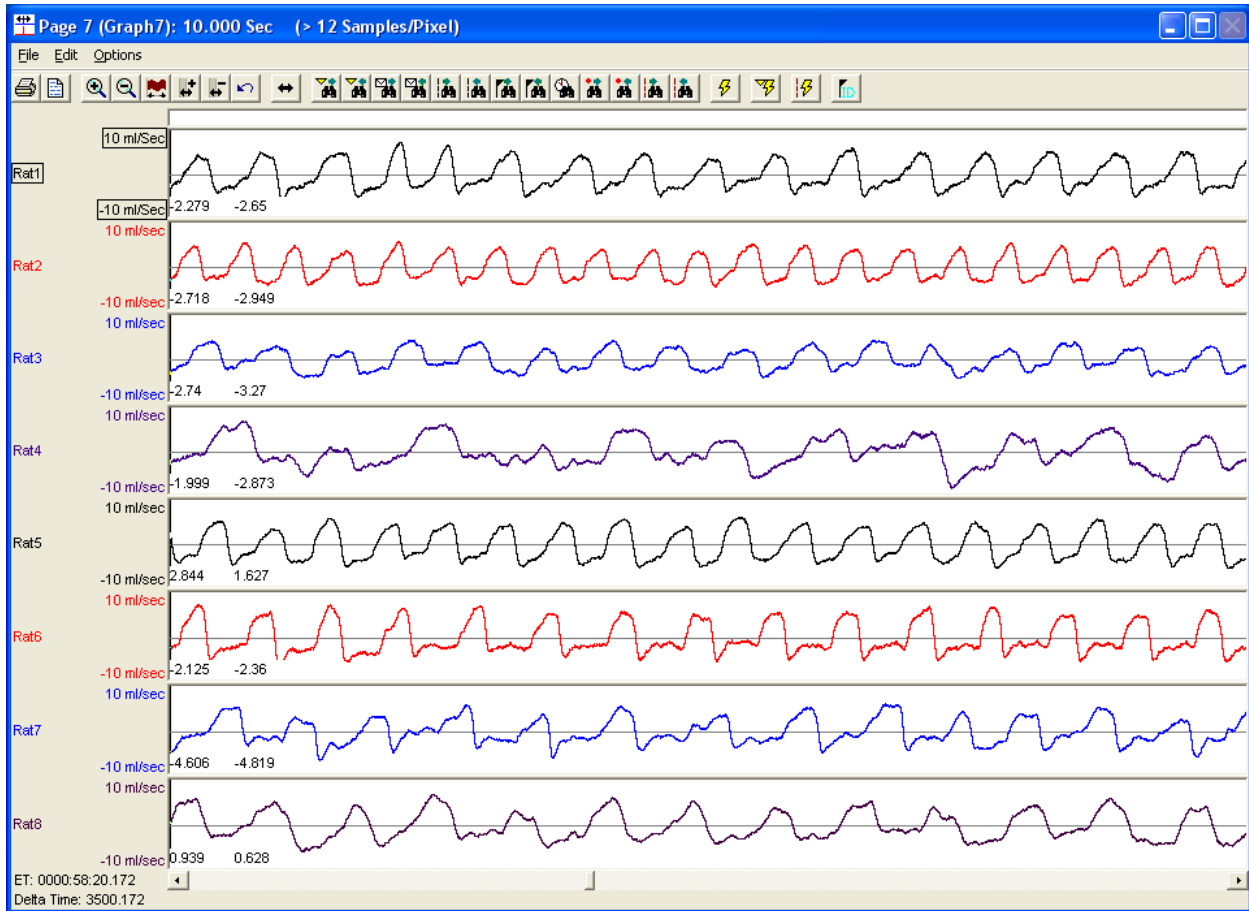 Page 7 (Graph7): 10.000 Sec (> 12 Samples/Pixel)
File Edit Options
ID
10 ml/Sec
Rat1
-10 ml/Sec
-2.279 -2.65
10 ml/sec
Rat2
-10 ml/sec
-2.718 -2.949
10 ml/sec
Rat3
-10 ml/sec
-2.74 -3.27
10 ml/sec
Rat4
-10 ml/sec
-1.999 -2.873
10 ml/sec
Rat5
-10 ml/sec
2.844 1.627
10 ml/sec
Rat6
-10 ml/sec
-2.125 -2.36
10 ml/sec
Rat7
-10 ml/sec
-4.606 -4.819
10 ml/sec
Rat8
-10 ml/sec
0.939 0.628
ET: 0000:58:20.172
Delta Time: 3500.172